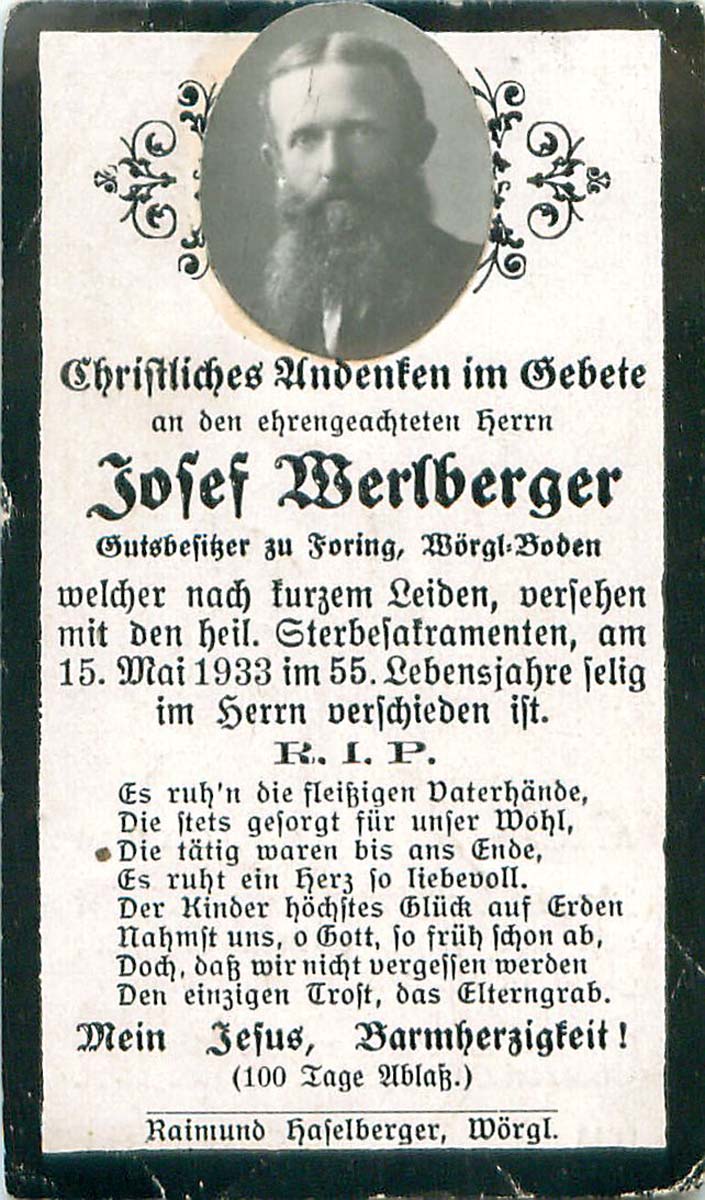 Christliches Andenken im Gebete
an den ehrengeachteten Herrn
Josef Werlberger
Gutsbesitzer zu Foring, Wörgl-Boden
welcher nach kurzem Leiden, versehen
mit den heil. Sterbesakramenten, am
15. Mai 1933 im 55. Lebensjahre selig
im Herrn verschieden ist.
R. I. P.
Es ruh'n die fleißigen Vaterhände,
Die stets gesorgt für unser Wohl,
Die tätig waren bis ans Ende,
Es ruht ein Herz so liebevoll.
Der Kinder höchstes Glück auf Erden
Nahmst uns, o Gott, so früh schon ab,
Doch, daß wir nicht vergessen werden
Den einzigen Trost, das Elterngrab.
Mein Jesus, Barmherzigkeit!
(100 Tage Ablaß.)
Raimund Haselberger, Wörgl.